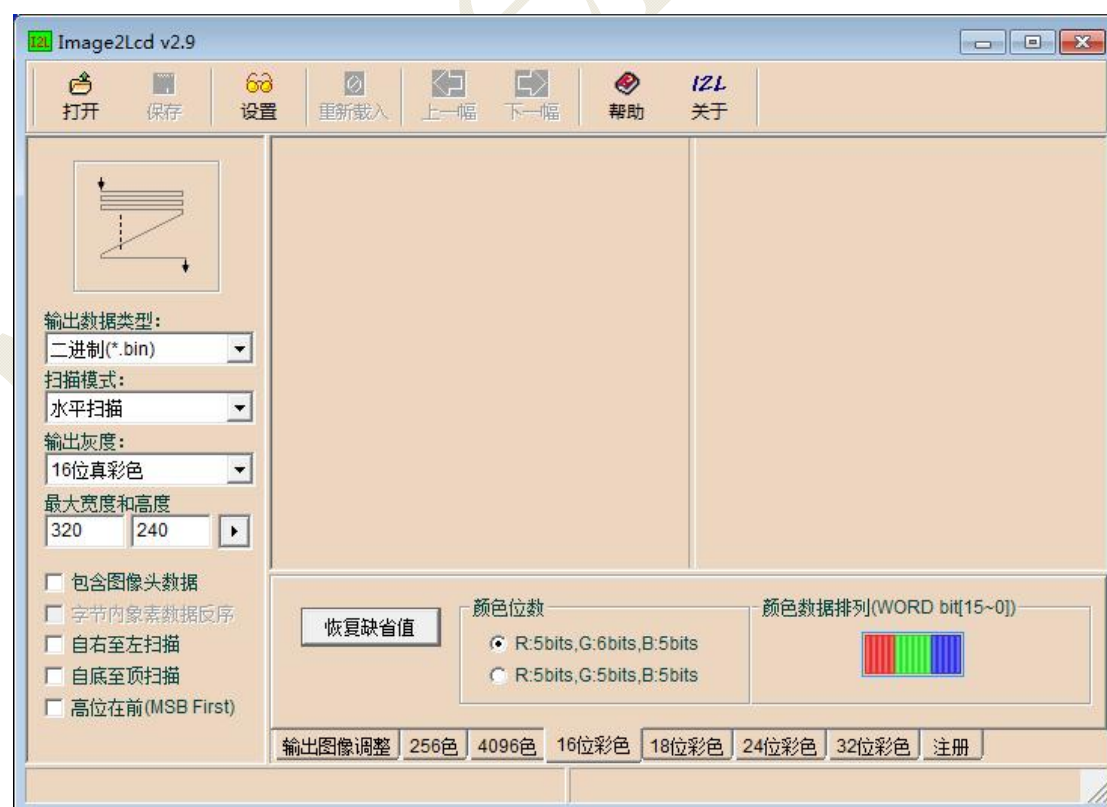 I2L Image2Lcd v2.9
打开 保存 设置 重新载入 上一幅 下一幅 帮助 I2L 关于
输出数据类型:
二进制(*.bin)
扫描模式:
水平扫描
输出灰度:
16位真彩色
最大宽度和高度
320 240
包含图像头数据
字节内象素数据反序
自右至左扫描
自底至顶扫描
高位在前(MSB First)
恢复缺省值
颜色位数
R:5bits,G:6bits,B:5bits
R:5bits,G:5bits,B:5bits
颜色数据排列(WORD bit[15~0])
输出图像调整 256色 4096色 16位彩色 18位彩色 24位彩色 32位彩色 注册